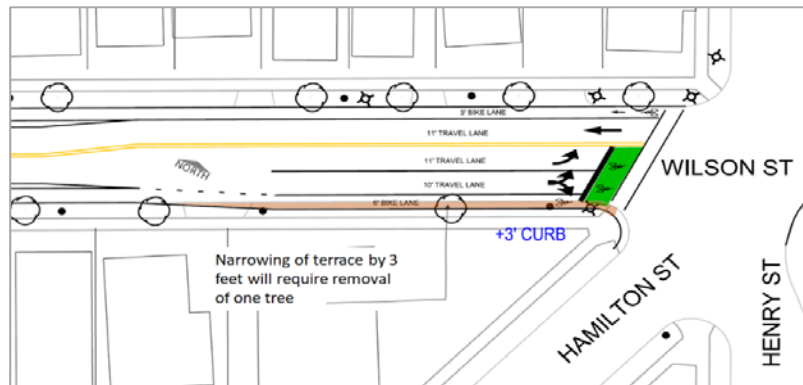 5' BIKE LANE
11' TRAVEL LANE
11' TRAVEL LANE
NORTH
10' TRAVEL LANE
6' BIKE LANE
WILSON ST
+3' CURB
Narrowing of terrace by 3
feet will require removal
of one tree
HAMILTON ST
HENRY ST